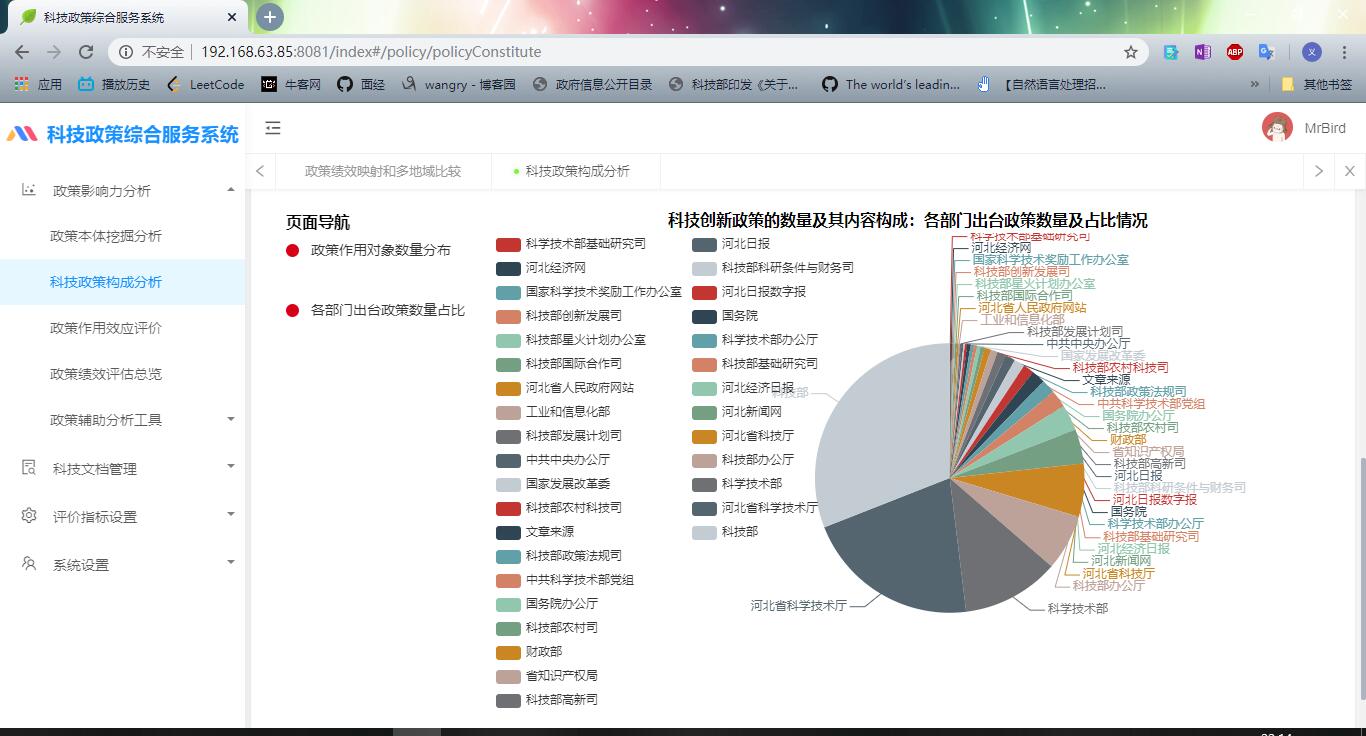 科技政策综合服务系统
不安全
192.168.63.85:8081/index#/policy/policyConstitute
应用
播放历史
LeetCode
牛客网
面经
wangry - 博客园
政府信息公开目录
科技部印发《关于...
The world's leadin...
【自然语言处理招...
其他书签
科技政策综合服务系统
MrBird
政策绩效映射和多地域比较
科技政策构成分析
政策影响力分析
政策本体挖掘分析
科技政策构成分析
政策作用效应评价
政策绩效评估总览
政策辅助分析工具
科技文档管理
评价指标设置
系统设置
页面导航
政策作用对象数量分布
各部门出台政策数量占比
科技创新政策的数量及其内容构成：各部门出台政策数量及占比情况
科学技术部基础研究司
河北经济网
国家科学技术奖励工作办公室
科技部创新发展司
科技部星火计划办公室
科技部国际合作司
河北省人民政府网站
工业和信息化部
科技部发展计划司
中共中央办公厅
国家发展改革委
科技部农村科技司
文章来源
科技部政策法规司
中共科学技术部党组
国务院办公厅
科技部农村司
财政部
省知识产权局
科技部高新司
河北日报
科技部科研条件与财务司
河北日报数字报
国务院
科学技术部办公厅
科技部基础研究司
河北经济日报
河北新闻网
河北省科技厅
科技部办公厅
科学技术部
河北省科学技术厅
科技部
科学技术部基础研究司
河北经济网
国家科学技术奖励工作办公室
科技部创新发展司
科技部星火计划办公室
科技部国际合作司
河北省人民政府网站
工业和信息化部
科技部发展计划司
中共中央办公厅
国家发展改革委
科技部农村科技司
文章来源
科技部政策法规司
中共科学技术部党组
国务院办公厅
科技部农村司
财政部
省知识产权局
科技部高新司
河北日报
科技部科研条件与财务司
河北日报数字报
国务院
科学技术部办公厅
科技部基础研究司
河北经济日报
河北新闻网
河北省科技厅
科技部办公厅
科学技术部
河北省科学技术厅
科技部